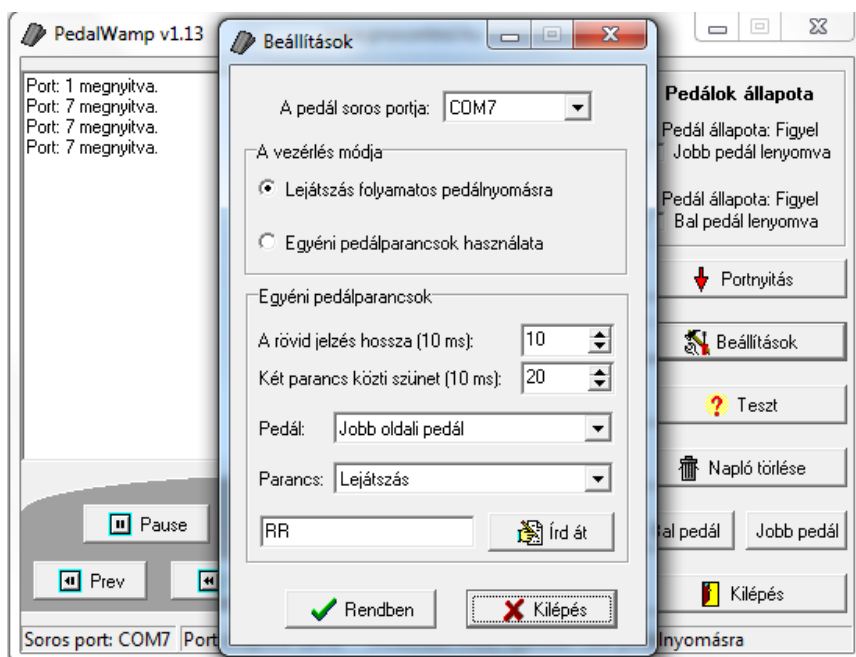 PedalWamp v1.13
Port: 1 megnyitva.
Port: 7 megnyitva.
Port: 7 megnyitva.
Port: 7 megnyitva.
Pause
Prev
Soros port: COM7
Port
Beállítások
A pedál soros portja:
COM7
A vezérlés módja
Lejátszás folyamatos pedálnyomásra
Egyéni pedálparancsok használata
Egyéni pedálparancsok
A rövid jelzés hossza (10 ms):
10
Két parancs közti szünet (10 ms):
20
Pedál:
Jobb oldali pedál
Parancs:
Lejátszás
RR
Írd át
Rendben
Kilépés
Pedálok állapota
Pedál állapota: Figyel
Jobb pedál lenyomva
Pedál állapota: Figyel
Bal pedál lenyomva
Portnyitás
Beállítások
Teszt
Napló törlése
al pedál
Jobb pedál
Kilépés
lnyomásra